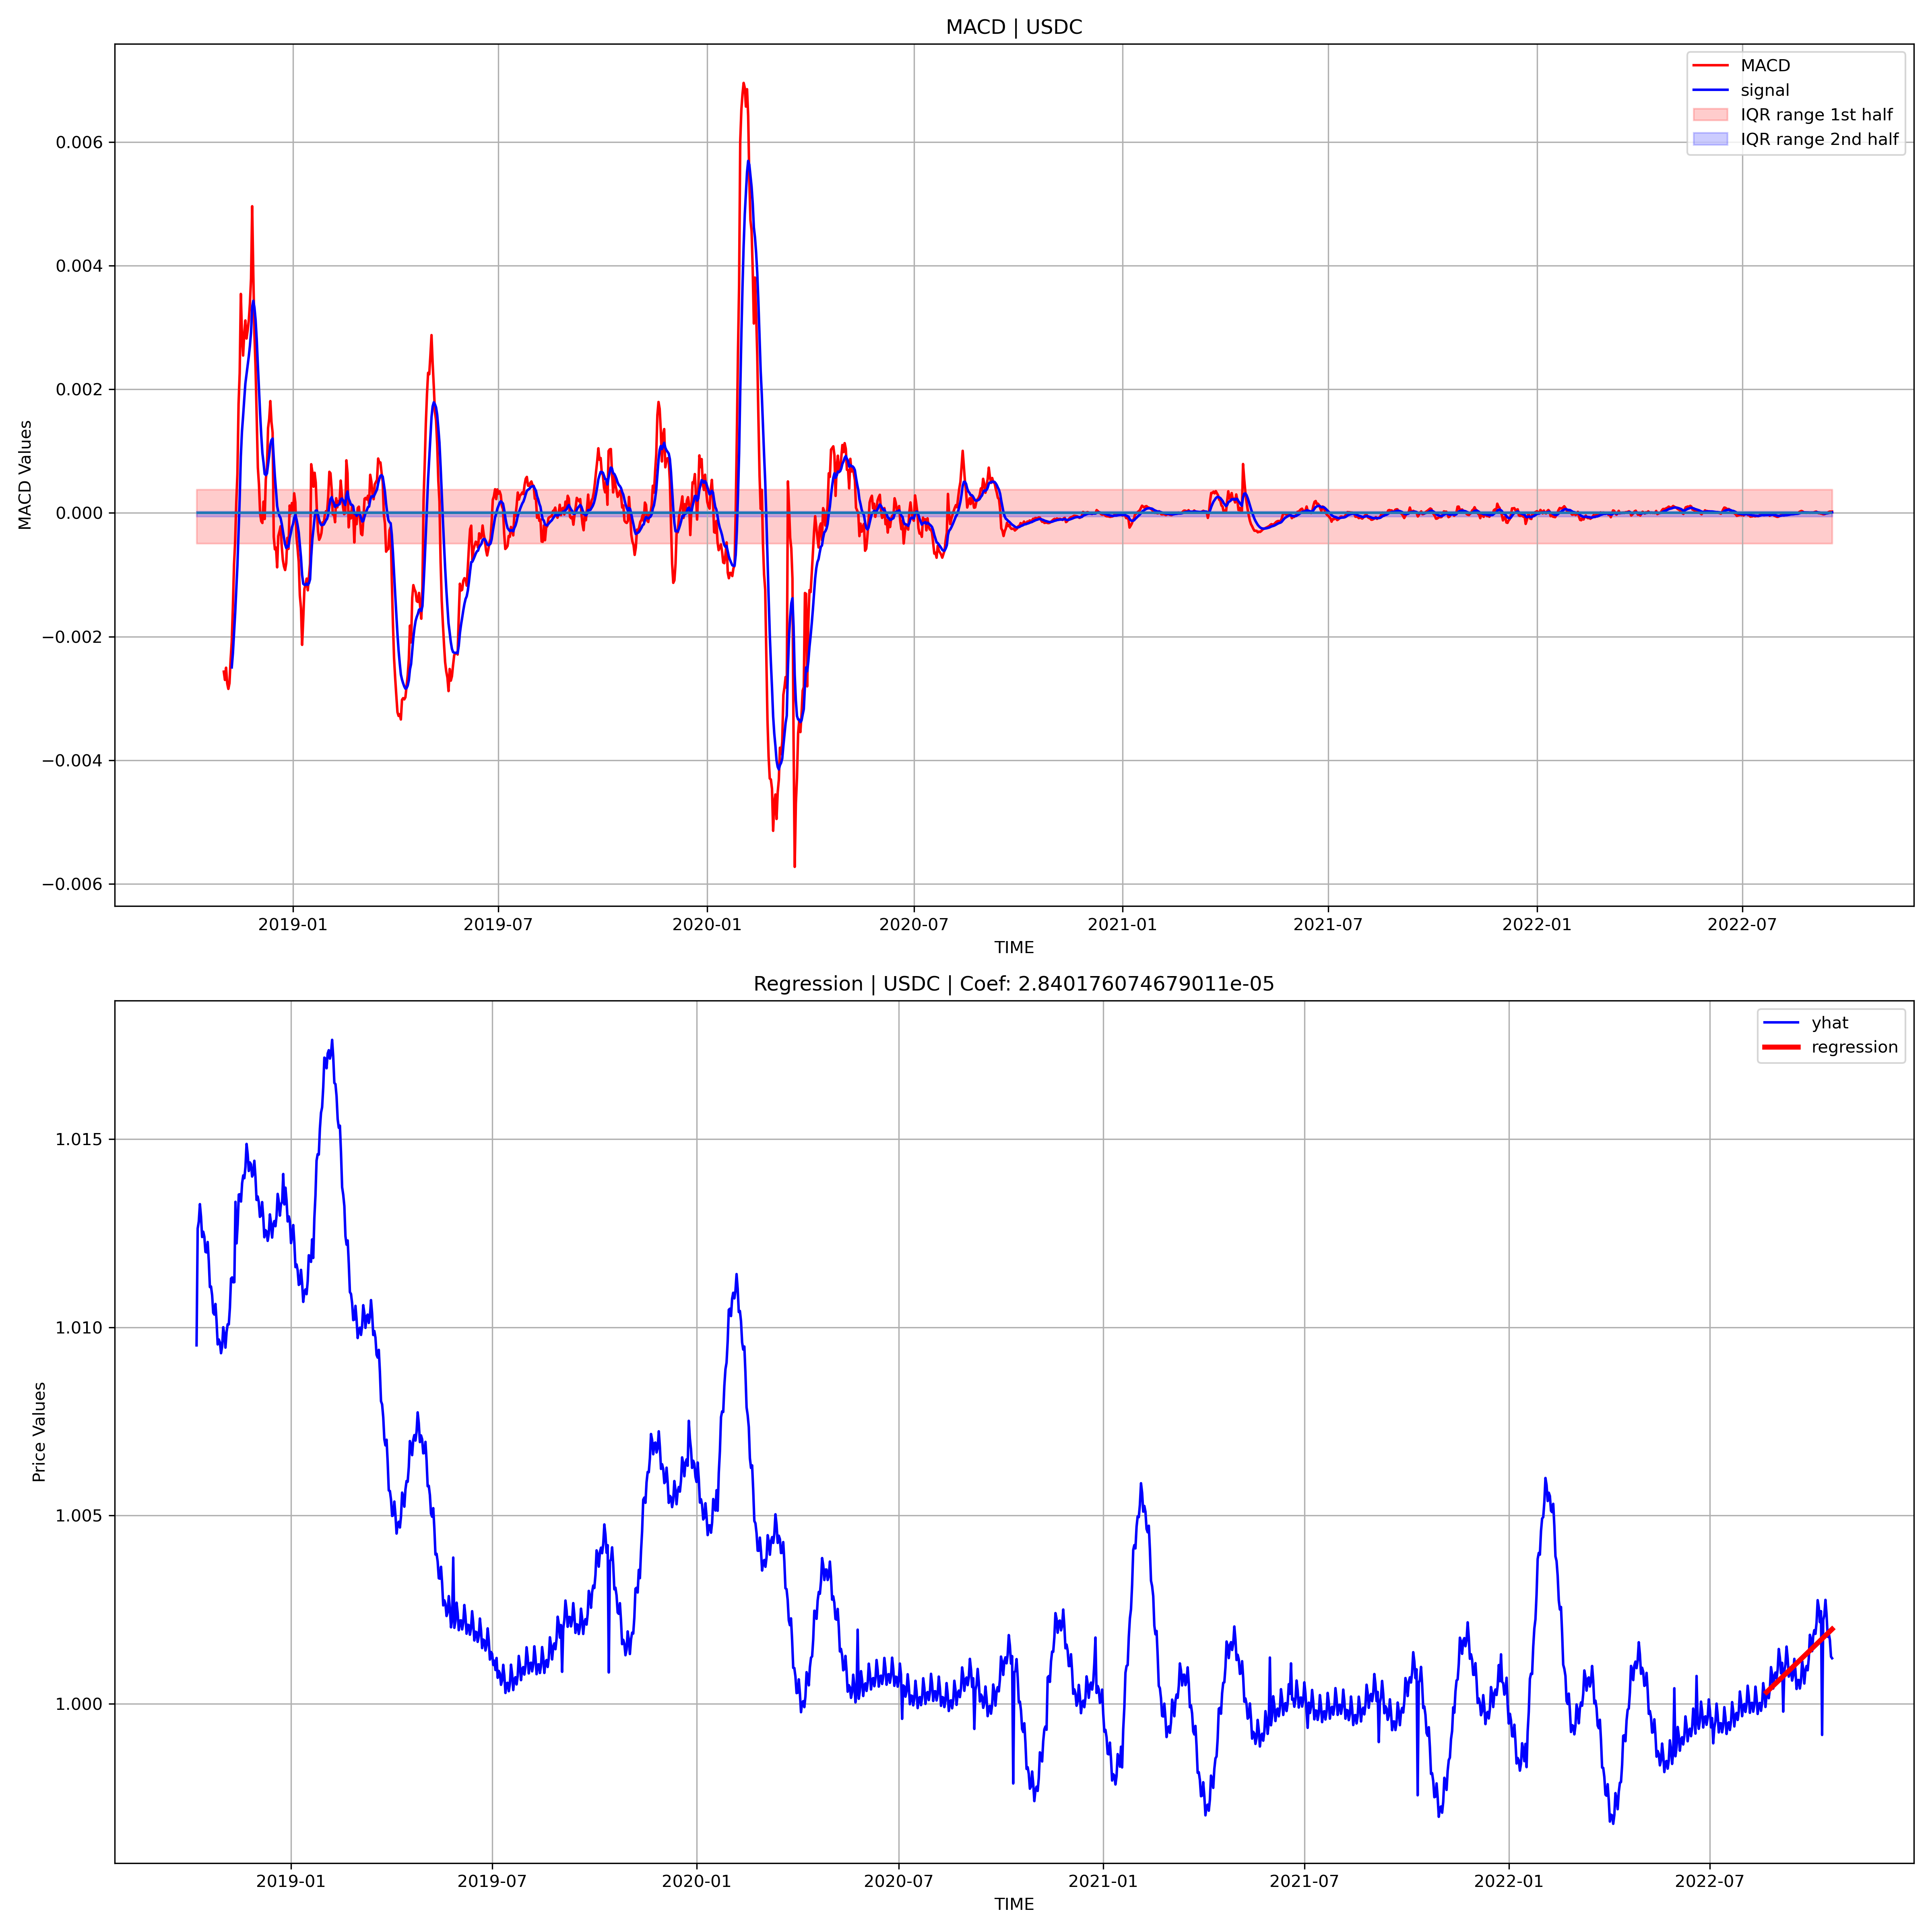 MACD | USDC
MACD
signal
IQR range 1st half
IQR range 2nd half
0.006
0.004
0.002
0.000
−0.002
−0.004
−0.006
MACD Values
2019-01 2019-07 2020-01 2020-07 2021-01 2021-07 2022-01 2022-07
TIME
Regression | USDC | Coef: 2.840176074679011e-05
yhat
regression
1.015
1.010
1.005
1.000
Price Values
2019-01 2019-07 2020-01 2020-07 2021-01 2021-07 2022-01 2022-07
TIME